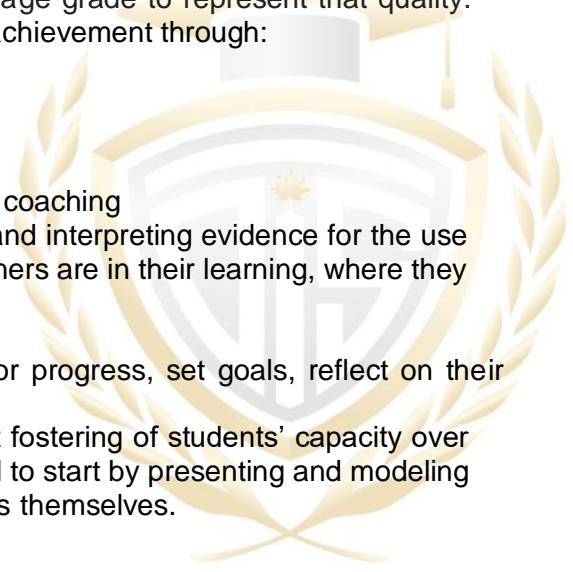 age grade to represent that quality.
achievement through:
coaching
and interpreting evidence for the use
ners are in their learning, where they
or progress, set goals, reflect on their
fostering of students’ capacity over
to start by presenting and modeling
s themselves.